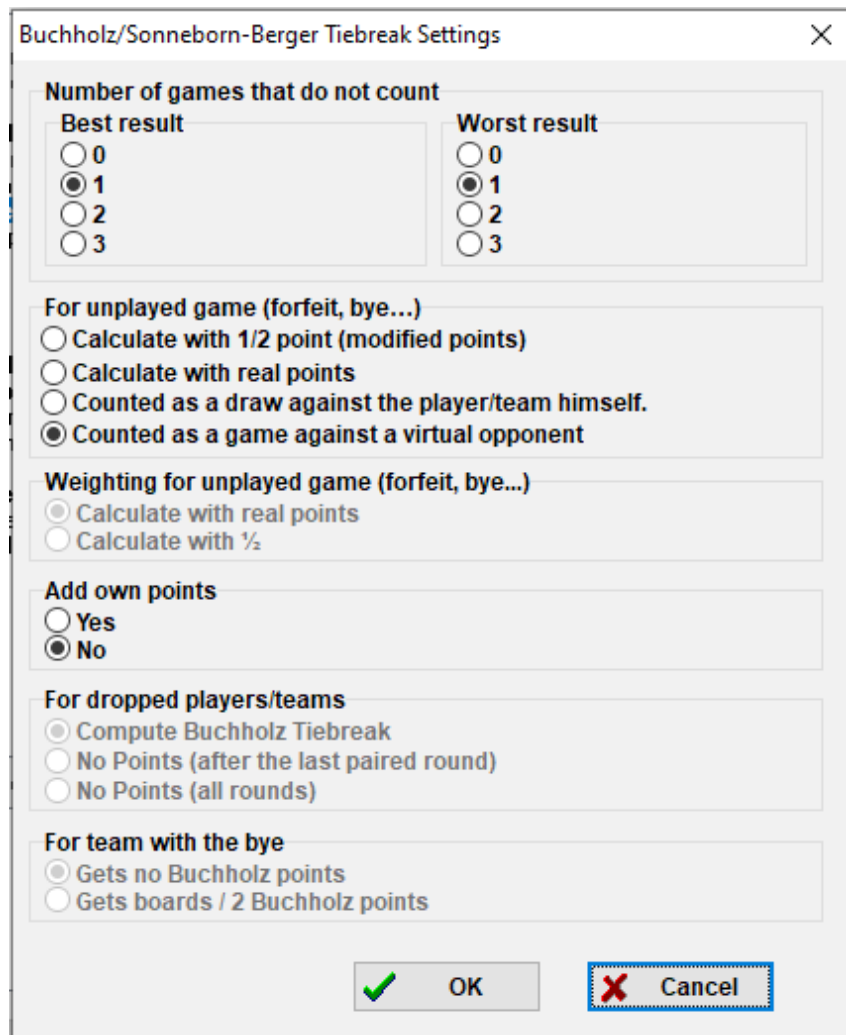 Buchholz/Sonneborn-Berger Tiebreak Settings
Number of games that do not count
Best result
0
1
2
3
Worst result
0
1
2
3
For unplayed game (forfeit, bye...)
Calculate with 1/2 point (modified points)
Calculate with real points
Counted as a draw against the player/team himself.
Counted as a game against a virtual opponent
Weighting for unplayed game (forfeit, bye...)
Calculate with real points
Calculate with ½
Add own points
Yes
No
For dropped players/teams
Compute Buchholz Tiebreak
No Points (after the last paired round)
No Points (all rounds)
For team with the bye
Gets no Buchholz points
Gets boards / 2 Buchholz points
OK
Cancel